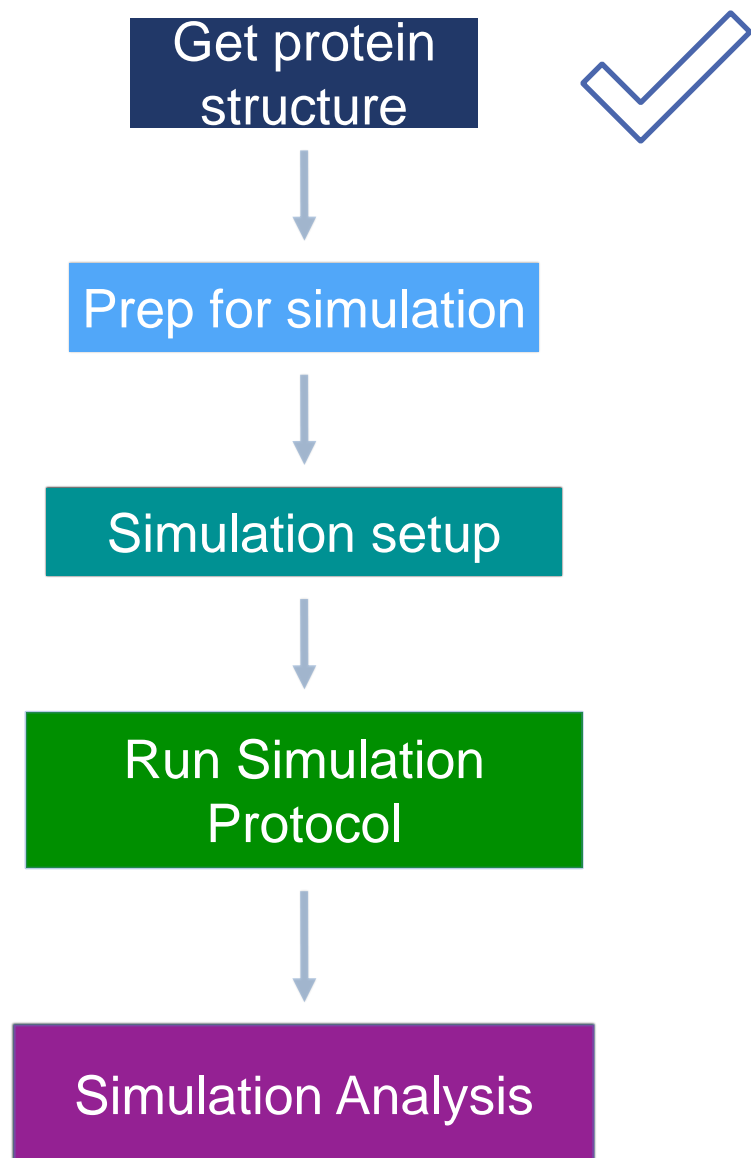 Get protein
structure
Prep for simulation
Simulation setup
Run Simulation
Protocol
Simulation Analysis